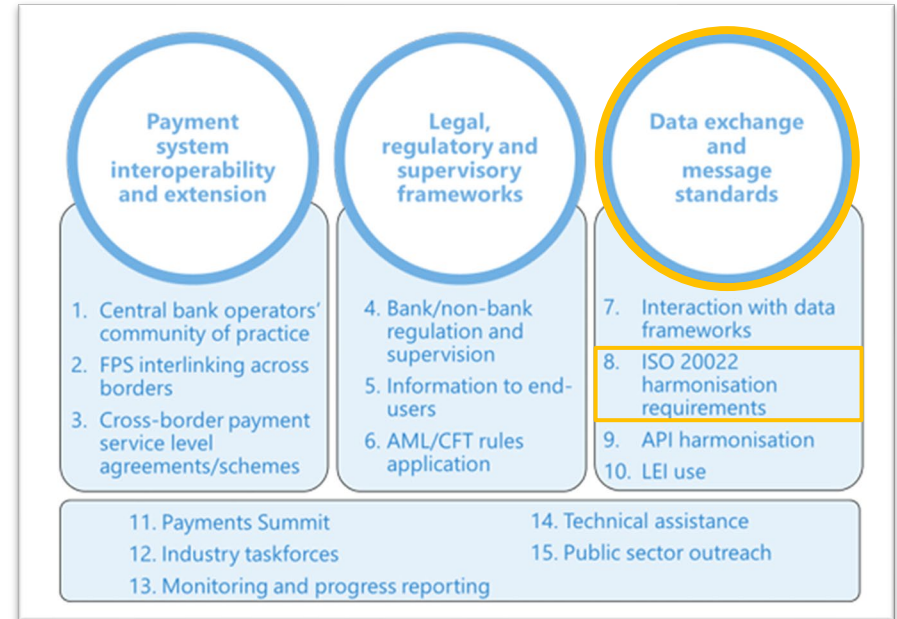 Payment
system
interoperability
and extension
Legal,
regulatory and
supervisory
frameworks
Data exchange
and
message
standards
1. Central bank operators’
community of practice
2. FPS interlinking across
borders
3. Cross-border payment
service level
agreements/schemes
4. Bank/non-bank
regulation and
supervision
5. Information to end-
users
6. AML/CFT rules
application
7. Interaction with data
frameworks
8. ISO 20022
harmonisation
requirements
9. API harmonisation
10. LEI use
11. Payments Summit
12. Industry taskforces
13. Monitoring and progress reporting
14. Technical assistance
15. Public sector outreach